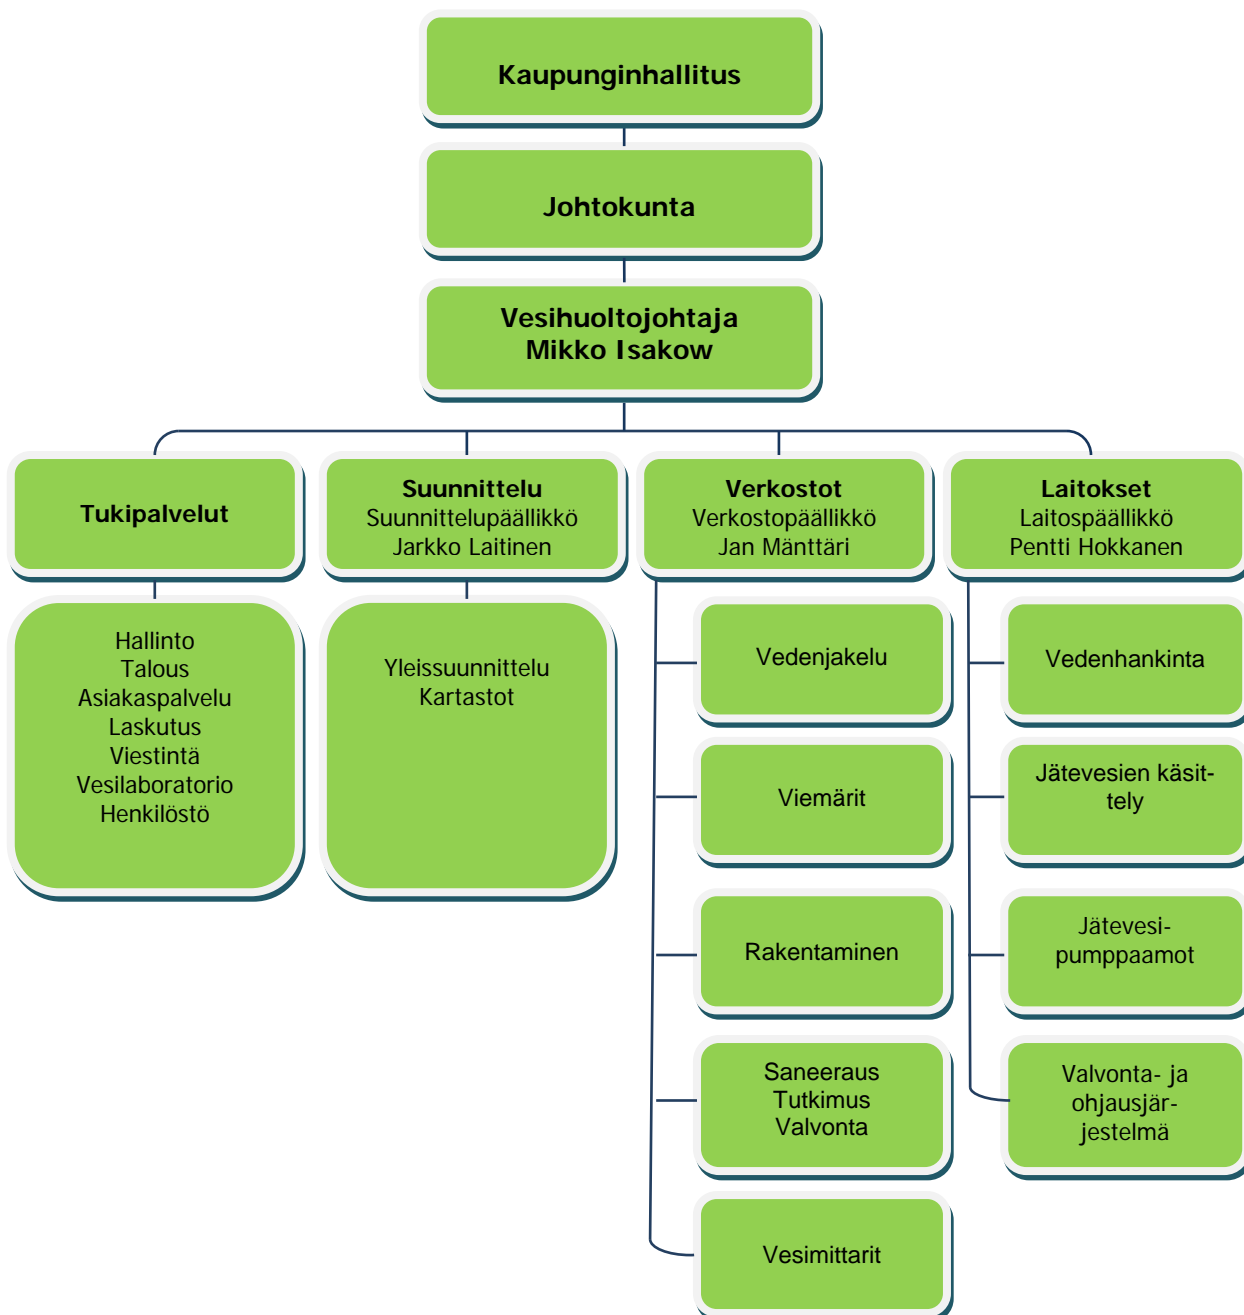 Kaupunginhallitus
Johtokunta
Vesihuoltojohtaja
Mikko Isakow
Tukipalvelut
Suunnittelu
Suunnittelupäällikkö
Jarkko Laitinen
Verkostot
Verkostopäällikkö
Jan Mänttäri
Laitokset
Laitospäällikkö
Pentti Hokkanen
Hallinto
Talous
Asiakaspalvelu
Laskutus
Viestintä
Vesilaboratorio
Henkilöstö
Yleissuunnittelu
Kartastot
Vedenjakelu
Viemärit
Rakentaminen
Saneeraus
Tutkimus
Valvonta
Vesimittarit
Vedenhankinta
Jätevesien käsit-
tely
Jätevesi-
pumppaamot
Valvonta- ja
ohjausjär-
jestelmä